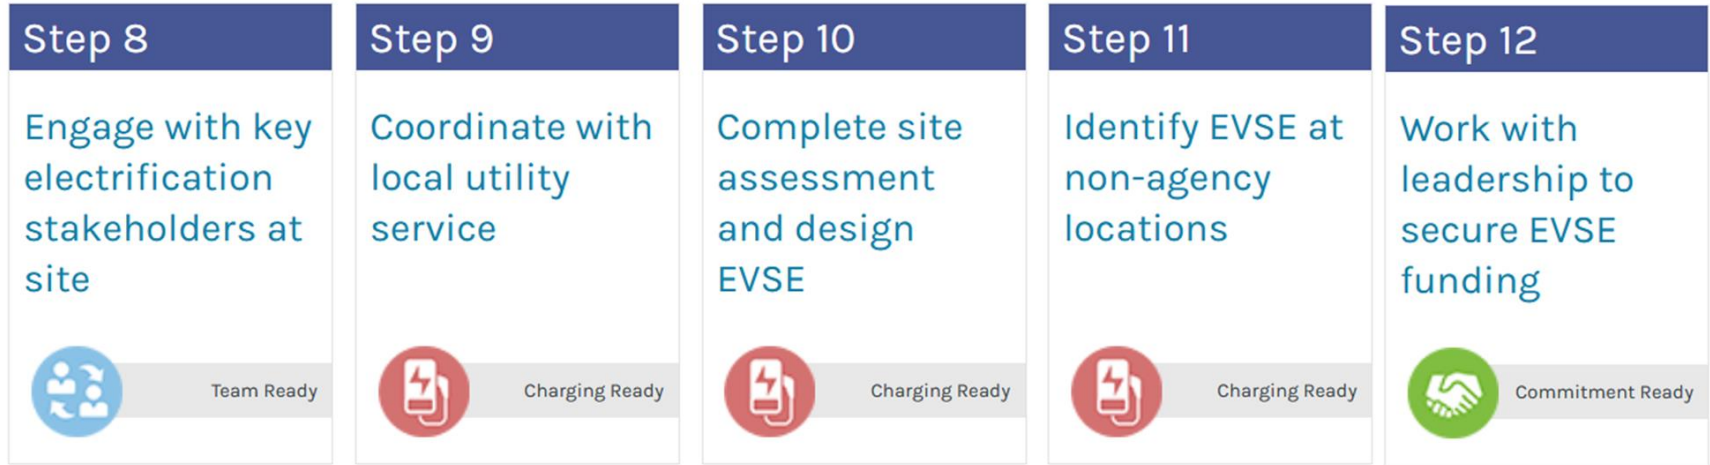 Step 8
Engage with key
electrification
stakeholders at
site
Team Ready
Step 9
Coordinate with
local utility
service
Charging Ready
Step 10
Complete site
assessment
and design
EVSE
Charging Ready
Step 11
Identify EVSE at
non-agency
locations
Charging Ready
Step 12
Work with
leadership to
secure EVSE
funding
Commitment Ready